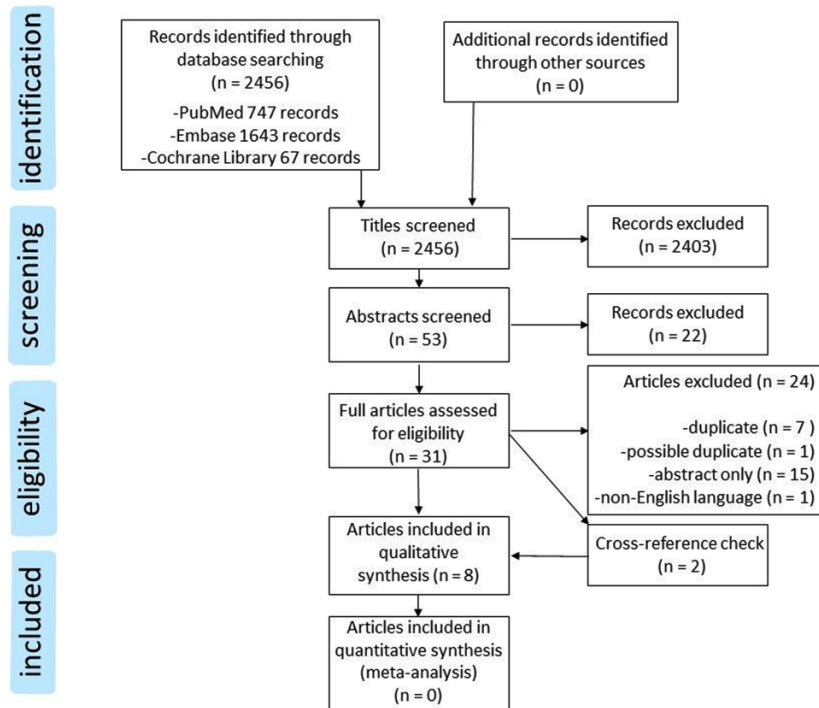 identification
Records identified through
database searching
(n = 2456)
-PubMed 747 records
-Embase 1643 records
-Cochrane Library 67 records
Additional records identified
through other sources
(n = 0)
screening
Titles screened
(n = 2456)
Records excluded
(n = 2403)
Abstracts screened
(n = 53)
Records excluded
(n = 22)
eligibility
Full articles assessed
for eligibility
(n = 31)
Articles excluded (n = 24)
-duplicate (n = 7 )
-possible duplicate (n = 1)
-abstract only (n = 15)
-non-English language (n = 1)
Articles included in
qualitative
synthesis (n = 8)
Cross-reference check
(n = 2)
included
Articles included in
quantitative synthesis
(meta-analysis)
(n = 0)